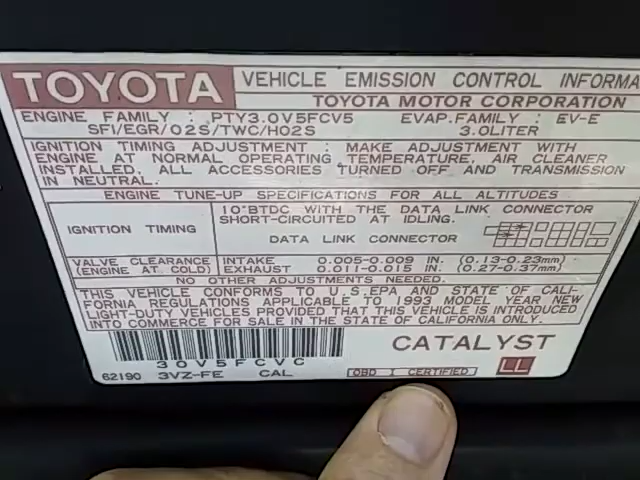 TOYOTA VEHICLE EMISSION CONTROL INFORMA
TOYOTA MOTOR CORPORATION
ENGINE FAMILY : PTY3.0V5FCV5 EVAP.FAMILY : EV-E
SFI/EGR/O2S/TWC/HO2S 3.0LITER
IGNITION TIMING ADJUSTMENT : MAKE ADJUSTMENT WITH
ENGINE AT NORMAL OPERATING TEMPERATURE, AIR CLEANER
INSTALLED, ALL ACCESSORIES TURNED OFF AND TRANSMISSION
IN NEUTRAL.
ENGINE TUNE-UP SPECIFICATIONS FOR ALL ALTITUDES
IGNITION TIMING
10°BTDC WITH THE DATA LINK CONNECTOR
SHORT-CIRCUITED AT IDLING.
DATA LINK CONNECTOR
VALVE CLEARANCE INTAKE 0.005-0.009 IN. (0.13-0.23mm)
(ENGINE AT COLD) EXHAUST 0.011-0.015 IN. (0.27-0.37mm)
NO OTHER ADJUSTMENTS NEEDED.
THIS VEHICLE CONFORMS TO U.S.EPA AND STATE OF CALI-
FORNIA REGULATIONS APPLICABLE TO 1993 MODEL YEAR NEW
LIGHT-DUTY VEHICLES PROVIDED THAT THIS VEHICLE IS INTRODUCED
INTO COMMERCE FOR SALE IN THE STATE OF CALIFORNIA ONLY.
30V5FCVC
CATALYST
62190 3VZ-FE CAL OBD I CERTIFIED LL